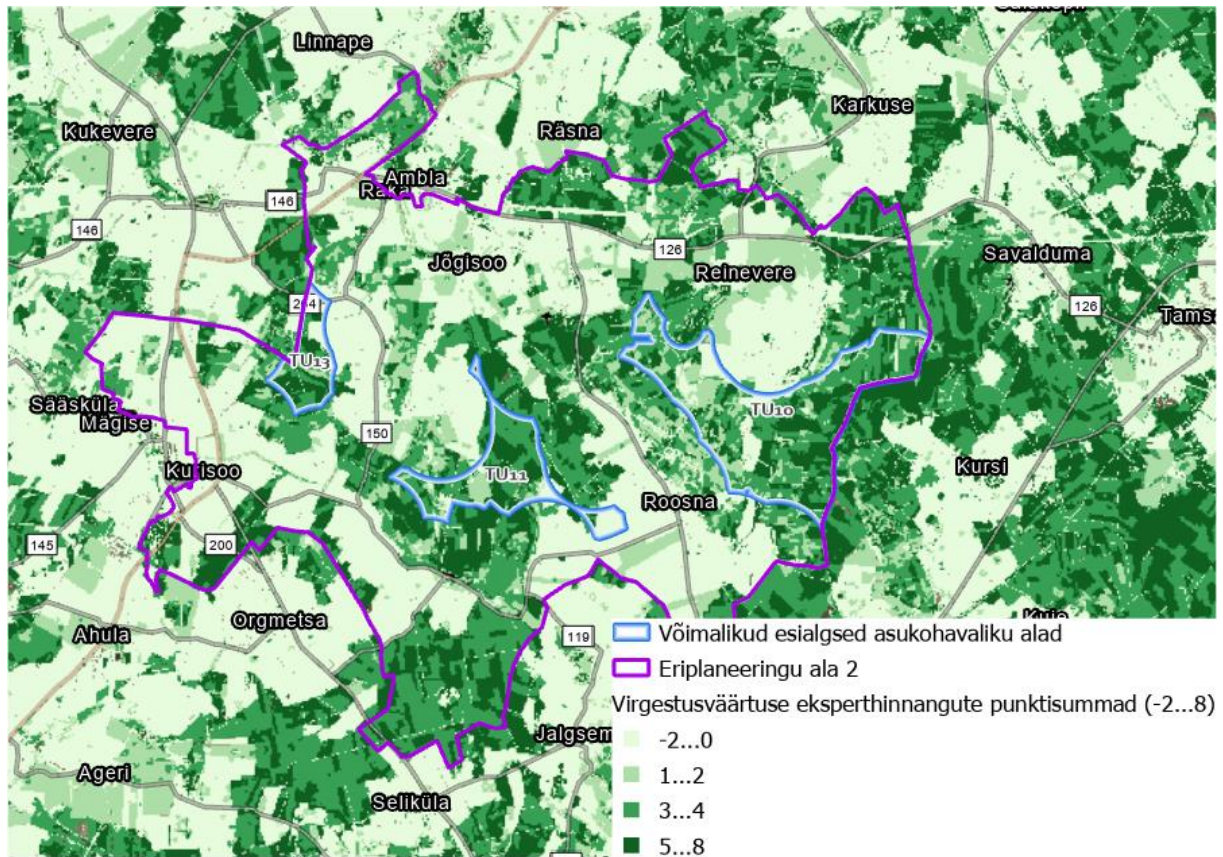 Linnape
Kukevere
Karkuse
Räsna
Ambla
146
146
126
Jõgisoo
Reinevere
Savalduma
126
TU13
TU10
Sääsküla
Mägise
150
TU11
Kursi
Kurisoo
Roosna
145
200
Orgmetsa
Ahula
119
Ageri
Seliküla
Võimalikud esialgsed asukohavaliku alad
Eriplaneeringu ala 2
Virgestusväärtuse eksperthinnangute punktisummad (-2...8)
-2...0
1...2
3...4
5...8